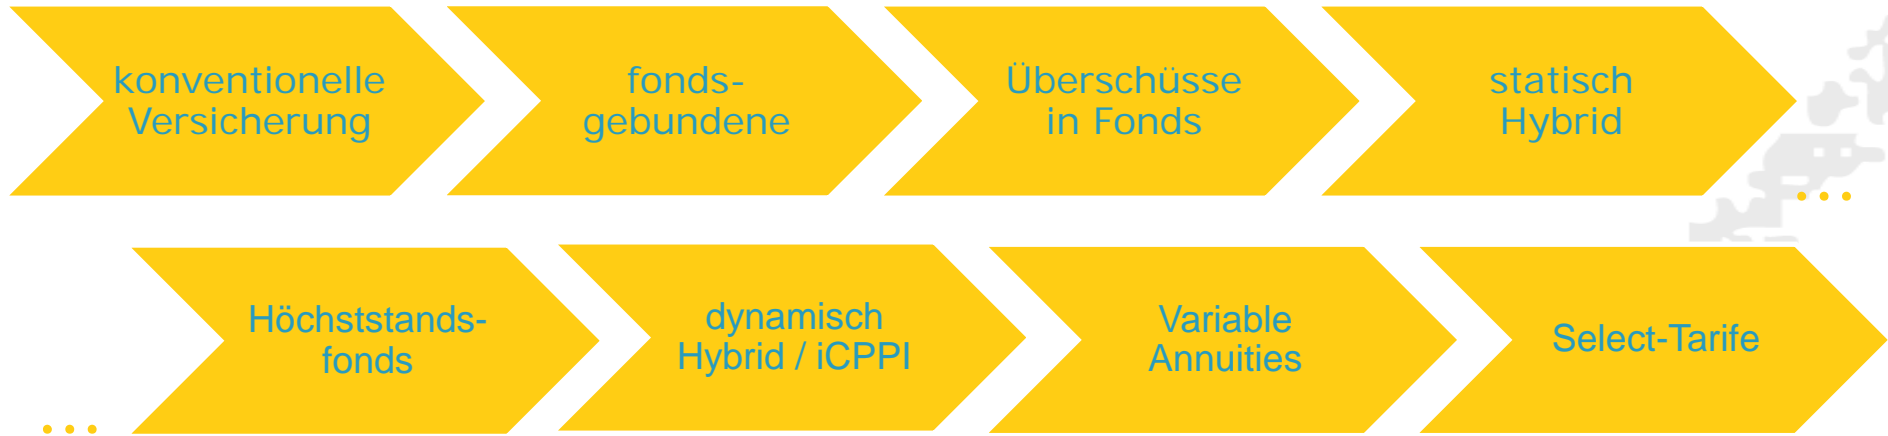 konventionelle
Versicherung
fonds-
gebundene
Überschüsse
in Fonds
statisch
Hybrid
...
...
Höchststands-
fonds
dynamisch
Hybrid / iCPPI
Variable
Annuities
Select-Tarife